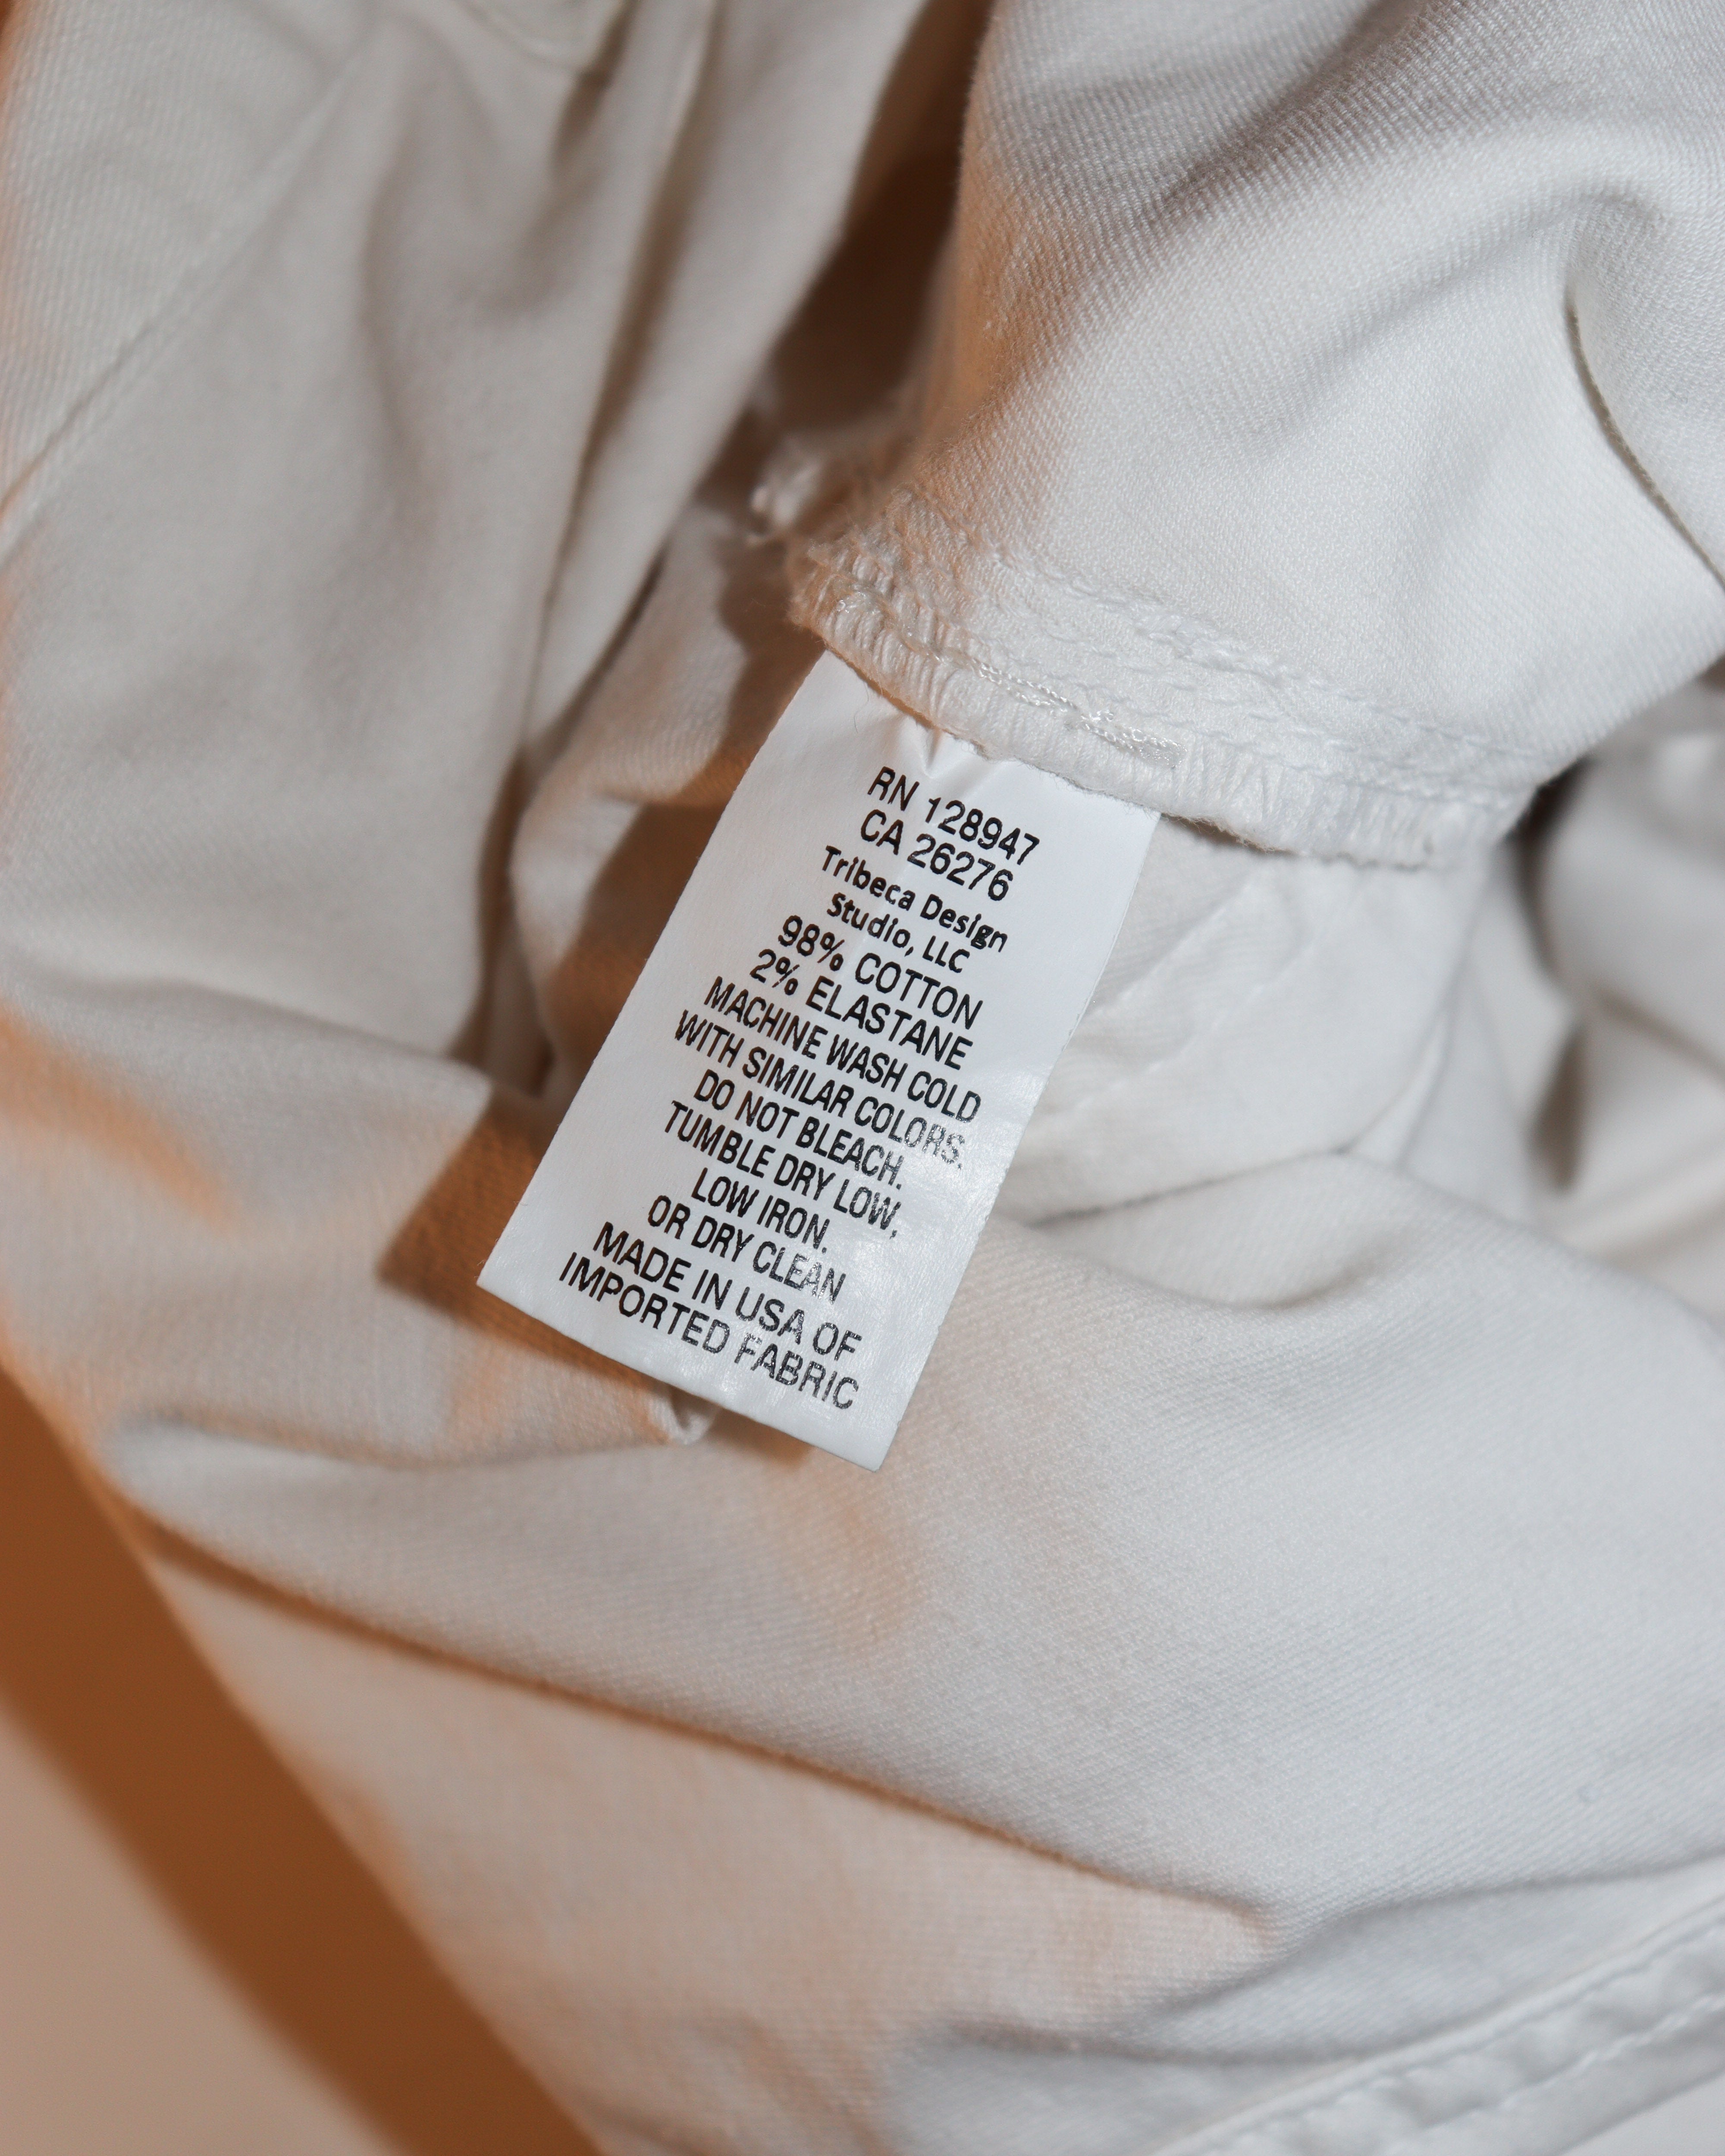 RN 128947
CA 26276
Tribeca Design
Studio, LLC
98% COTTON
2% ELASTANE
MACHINE WASH COLD
WITH SIMILAR COLORS.
DO NOT BLEACH.
TUMBLE DRY LOW,
LOW IRON.
OR DRY CLEAN
MADE IN USA OF
IMPORTED FABRIC